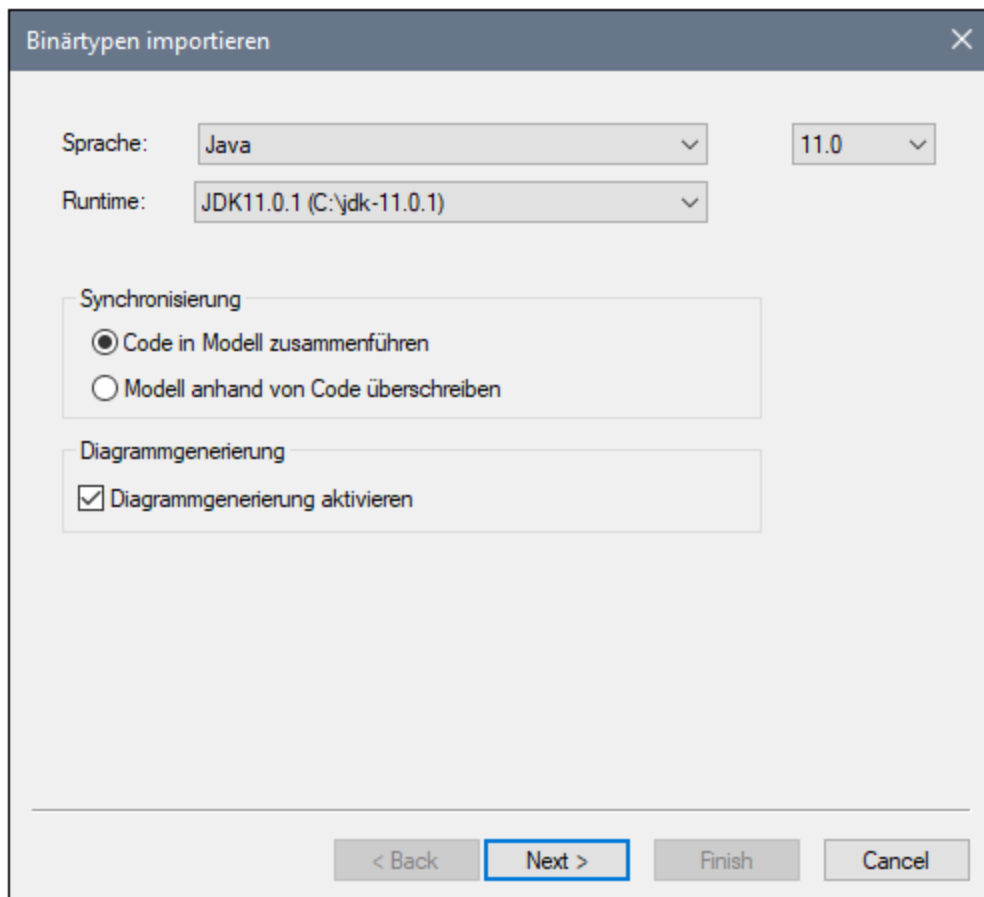 Binärtypen importieren
Sprache: Java 11.0
Runtime: JDK11.0.1 (C:\jdk-11.0.1)
Synchronisierung
Code in Modell zusammenführen
Modell anhand von Code überschreiben
Diagrammgenerierung
Diagrammgenerierung aktivieren
< Back Next > Finish Cancel